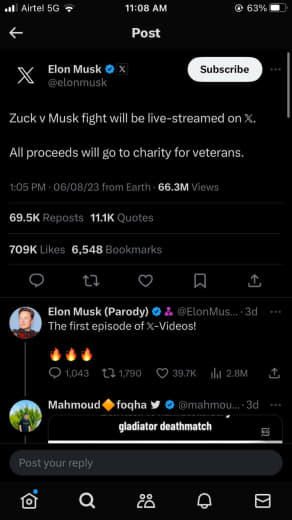 Airtel 5G 11:08 AM 63%
Post
Elon Musk X
@elonmusk
Subscribe
Zuck v Musk fight will be live-streamed on 𝕏.
All proceeds will go to charity for veterans.
1:05 PM · 06/08/23 from Earth · 66.3M Views
69.5K Reposts 11.1K Quotes
709K Likes 6,548 Bookmarks
Elon Musk (Parody) @ElonMus... · 3d
The first episode of 𝕏-Videos!
🔥🔥🔥
1,043 1,790 39.7K 2.8M
Mahmoud🔶foqha @mahmou... · 3d
gladiator deathmatch
Post your reply